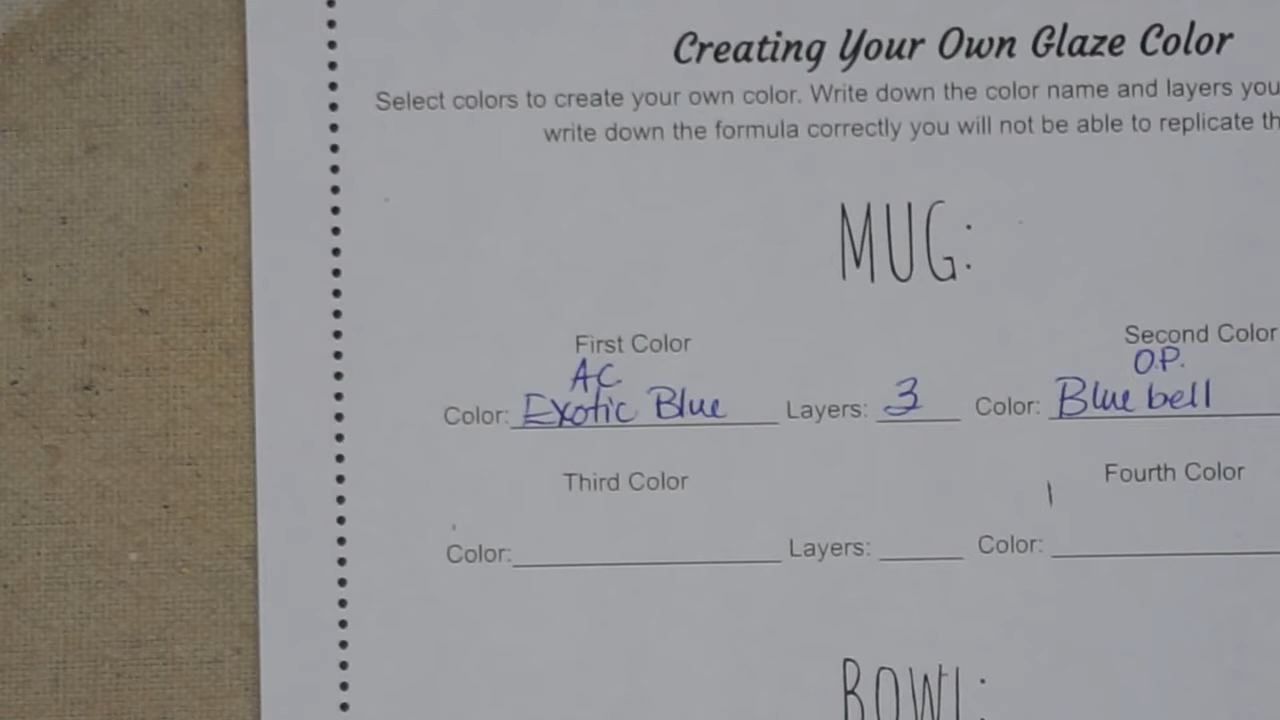 Creating Your Own Glaze Color
Select colors to create your own color. Write down the color name and layers you
write down the formula correctly you will not be able to replicate th
MUG:
First Color Second Color
AC O.P.
Color: Exotic Blue Layers: 3 Color: Blue bell
Third Color Fourth Color
Color: Layers: Color:
BOWL: